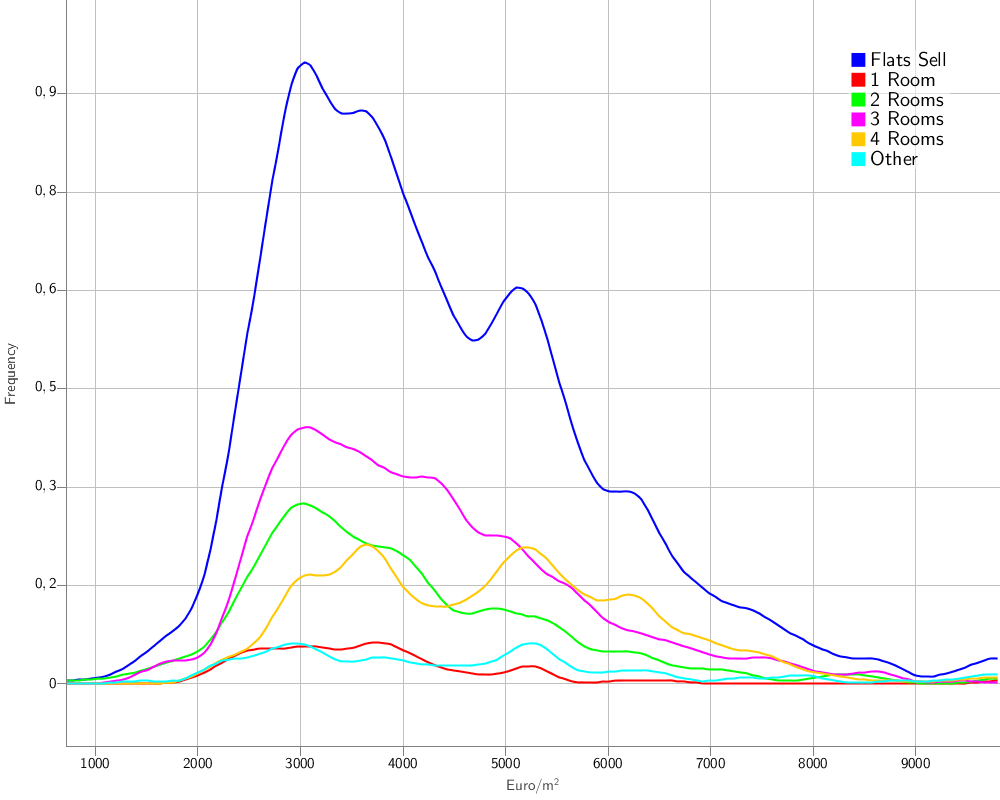 Flats Sell
1 Room
2 Rooms
3 Rooms
4 Rooms
Other
0,9
0,8
0,6
0,5
0,3
0,2
0
Frequency
1000 2000 3000 4000 5000 6000 7000 8000 9000
Euro/m²